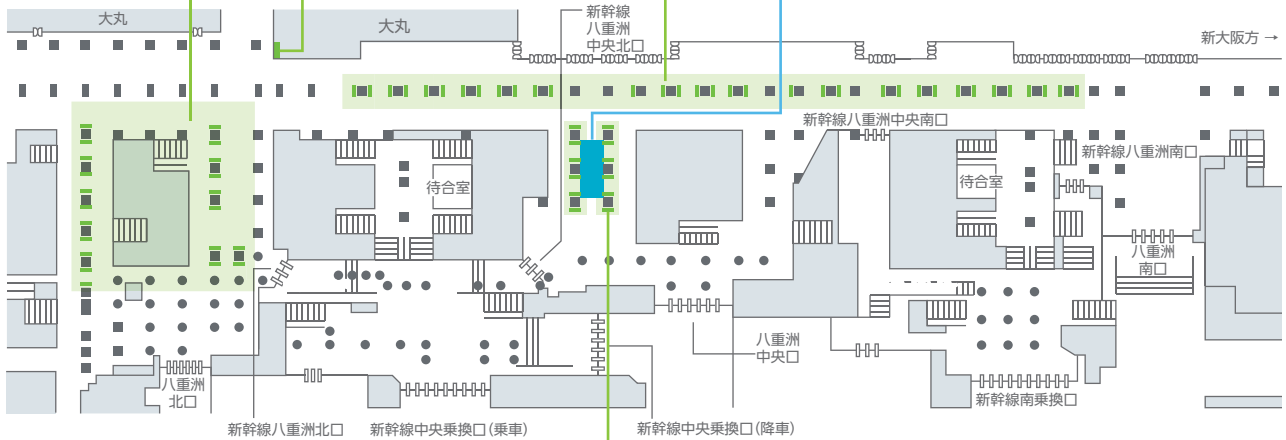 大丸
大丸
新幹線
八重洲
中央北口
新大阪方 →
新幹線八重洲中央南口
新幹線八重洲南口
待合室
待合室
八重洲
南口
八重洲
中央口
八重洲
北口
新幹線南乗換口
新幹線八重洲北口
新幹線中央乗換口(乗車)
新幹線中央乗換口(降車)